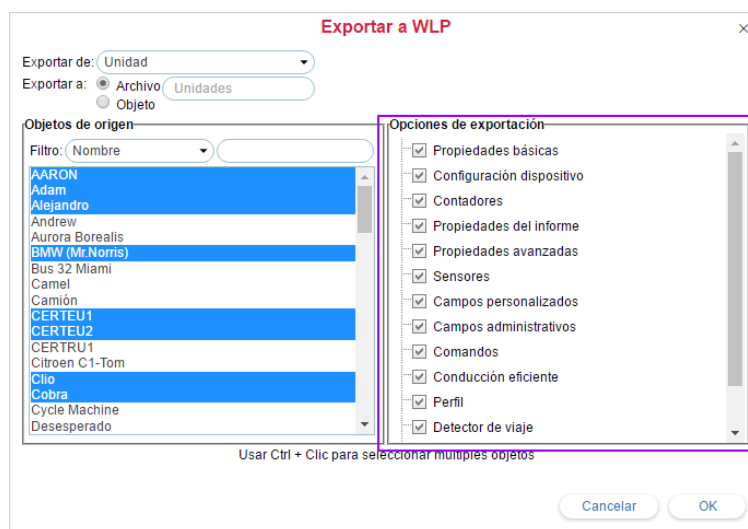 Exportar a WLP
Exportar de: Unidad
Exportar a: Archivo Unidades
Objeto
Objetos de origen
Filtro: Nombre
AARON
Adam
Alejandro
Andrew
Aurora Borealis
BMW (Mr.Norris)
Bus 32 Miami
Camel
Camión
CERTEU1
CERTEU2
CERTRU1
Citroen C1-Tom
Clio
Cobra
Cycle Machine
Desesperado
Opciones de exportación
Propiedades básicas
Configuración dispositivo
Contadores
Propiedades del informe
Propiedades avanzadas
Sensores
Campos personalizados
Campos administrativos
Comandos
Conducción eficiente
Perfil
Detector de viaje
Usar Ctrl + Clic para seleccionar múltiples objetos
Cancelar OK